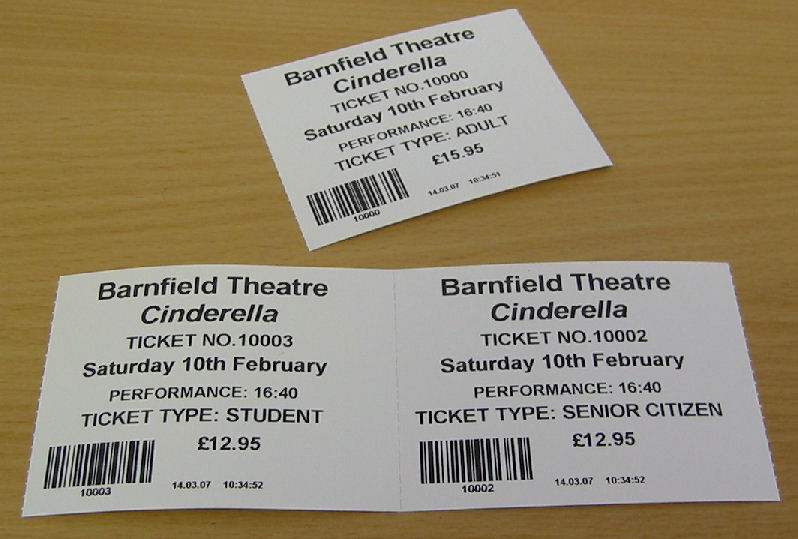 Barnfield Theatre
Cinderella
TICKET NO.10000
Saturday 10th February
PERFORMANCE: 16:40
TICKET TYPE: ADULT
£15.95
10000
14.03.07 10:34:51
Barnfield Theatre
Cinderella
TICKET NO.10003
Saturday 10th February
PERFORMANCE: 16:40
TICKET TYPE: STUDENT
£12.95
10003
14.03.07 10:34:52
Barnfield Theatre
Cinderella
TICKET NO.10002
Saturday 10th February
PERFORMANCE: 16:40
TICKET TYPE: SENIOR CITIZEN
£12.95
10002
14.03.07 10:34:52